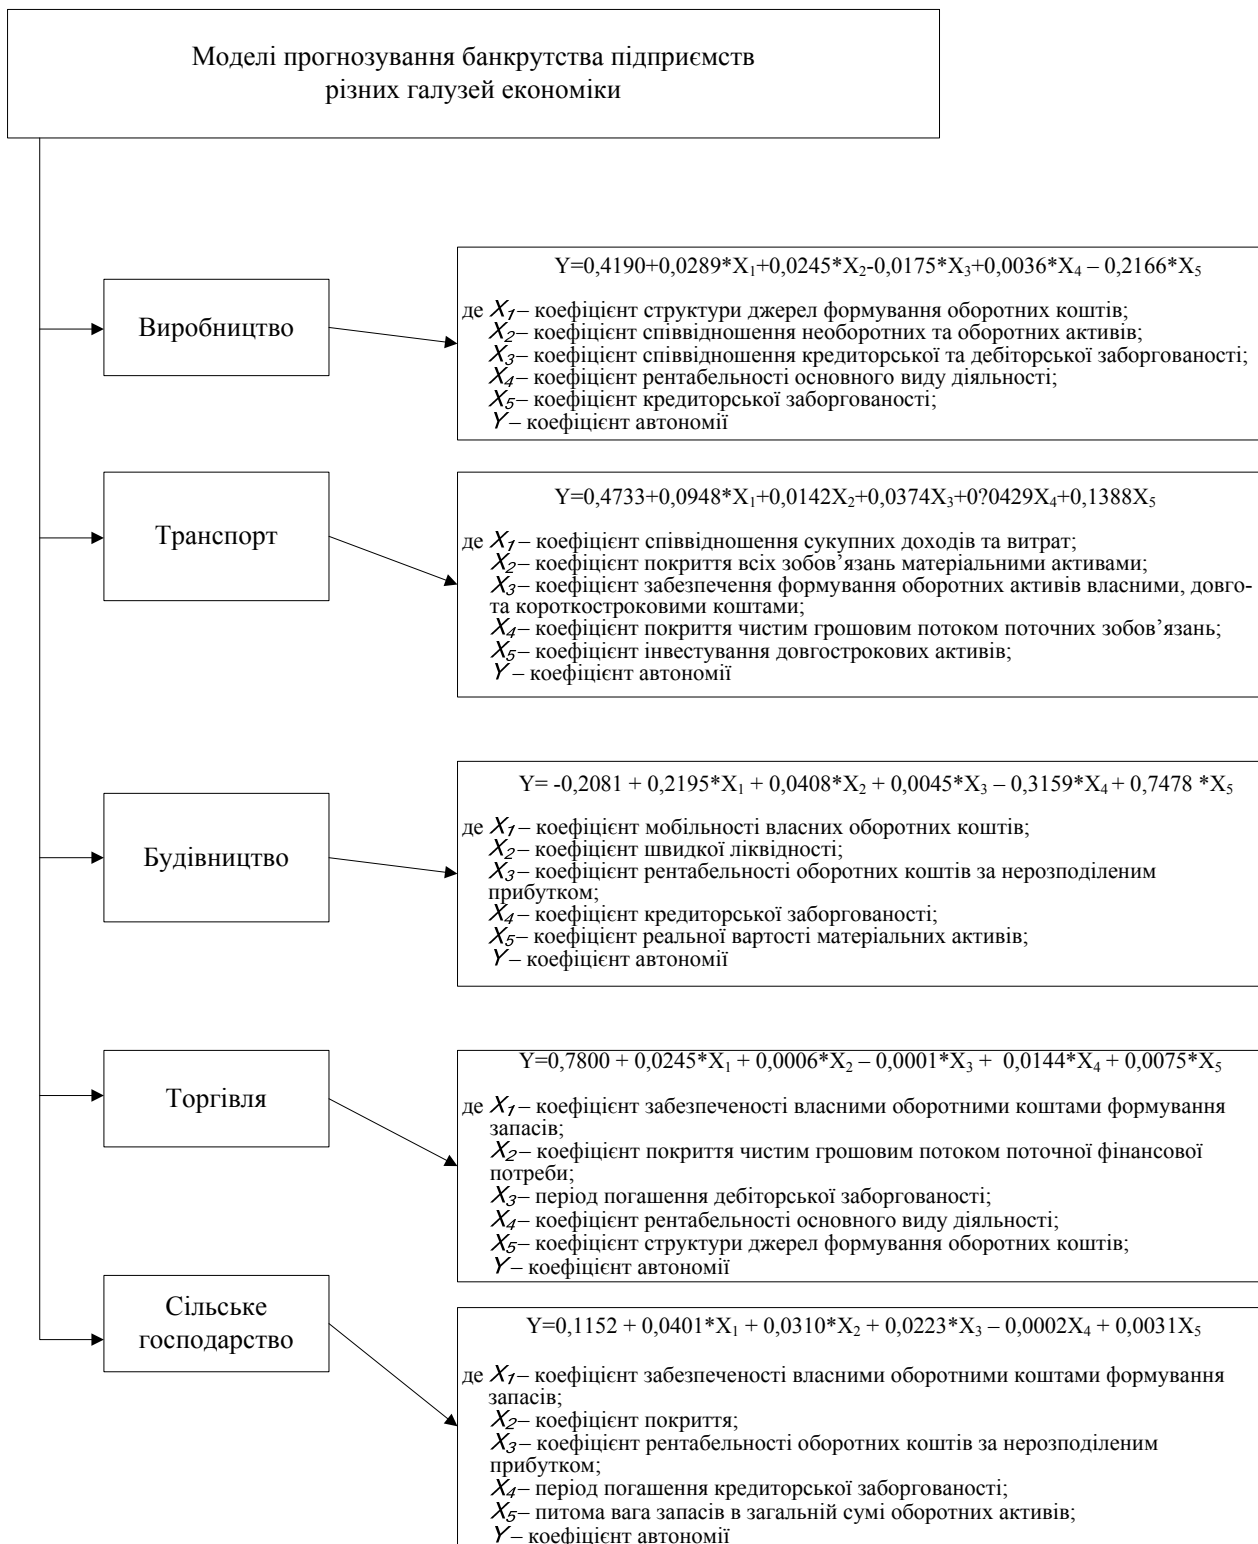 Моделі прогнозування банкрутства підприємств
різних галузей економіки
Виробництво
Y=0,4190+0,0289*X₁+0,0245*X₂-0,0175*X₃+0,0036*X₄ – 0,2166*X₅
де X₁ – коефіцієнт структури джерел формування оборотних коштів;
X₂ – коефіцієнт співвідношення необоротних та оборотних активів;
X₃ – коефіцієнт співвідношення кредиторської та дебіторської заборгованості;
X₄ – коефіцієнт рентабельності основного виду діяльності;
X₅ – коефіцієнт кредиторської заборгованості;
Y – коефіцієнт автономії
Транспорт
Y=0,4733+0,0948*X₁+0,0142X₂+0,0374X₃+0?0429X₄+0,1388X₅
де X₁ – коефіцієнт співвідношення сукупних доходів та витрат;
X₂ – коефіцієнт покриття всіх зобов’язань матеріальними активами;
X₃ – коефіцієнт забезпечення формування оборотних активів власними, довго-
та короткостроковими коштами;
X₄ – коефіцієнт покриття чистим грошовим потоком поточних зобов’язань;
X₅ – коефіцієнт інвестування довгострокових активів;
Y – коефіцієнт автономії
Будівництво
Y= -0,2081 + 0,2195*X₁ + 0,0408*X₂ + 0,0045*X₃ – 0,3159*X₄ + 0,7478 *X₅
де X₁ – коефіцієнт мобільності власних оборотних коштів;
X₂ – коефіцієнт швидкої ліквідності;
X₃ – коефіцієнт рентабельності оборотних коштів за нерозподіленим
прибутком;
X₄ – коефіцієнт кредиторської заборгованості;
X₅ – коефіцієнт реальної вартості матеріальних активів;
Y – коефіцієнт автономії
Торгівля
Y=0,7800 + 0,0245*X₁ + 0,0006*X₂ – 0,0001*X₃ + 0,0144*X₄ + 0,0075*X₅
де X₁ – коефіцієнт забезпеченості власними оборотними коштами формування
запасів;
X₂ – коефіцієнт покриття чистим грошовим потоком поточної фінансової
потреби;
X₃ – період погашення дебіторської заборгованості;
X₄ – коефіцієнт рентабельності основного виду діяльності;
X₅ – коефіцієнт структури джерел формування оборотних коштів;
Y – коефіцієнт автономії
Сільське
господарство
Y=0,1152 + 0,0401*X₁ + 0,0310*X₂ + 0,0223*X₃ – 0,0002X₄ + 0,0031X₅
де X₁ – коефіцієнт забезпеченості власними оборотними коштами формування
запасів;
X₂ – коефіцієнт покриття;
X₃ – коефіцієнт рентабельності оборотних коштів за нерозподіленим
прибутком;
X₄ – період погашення кредиторської заборгованості;
X₅ – питома вага запасів в загальній сумі оборотних активів;
Y – коефіцієнт автономії